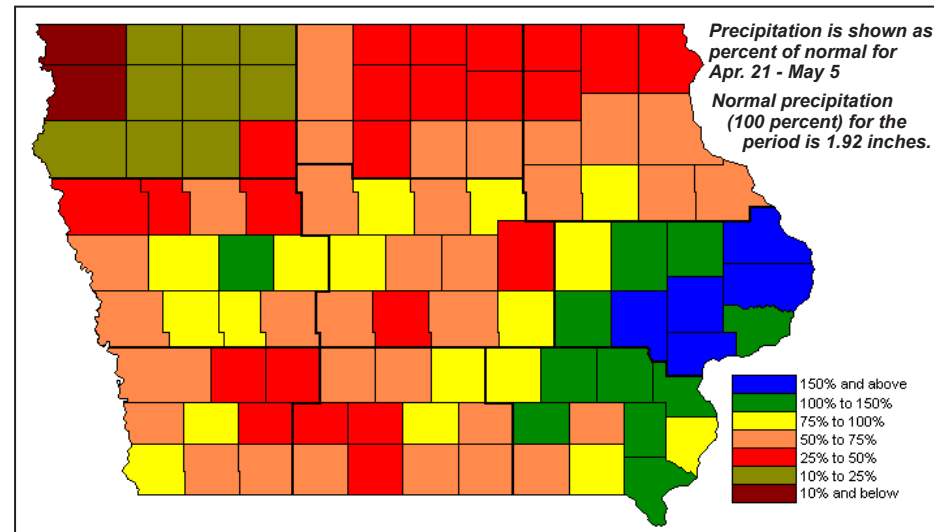 Precipitation is shown as
percent of normal for
Apr. 21 - May 5
Normal precipitation
(100 percent) for the
period is 1.92 inches.
150% and above
100% to 150%
75% to 100%
50% to 75%
25% to 50%
10% to 25%
10% and below